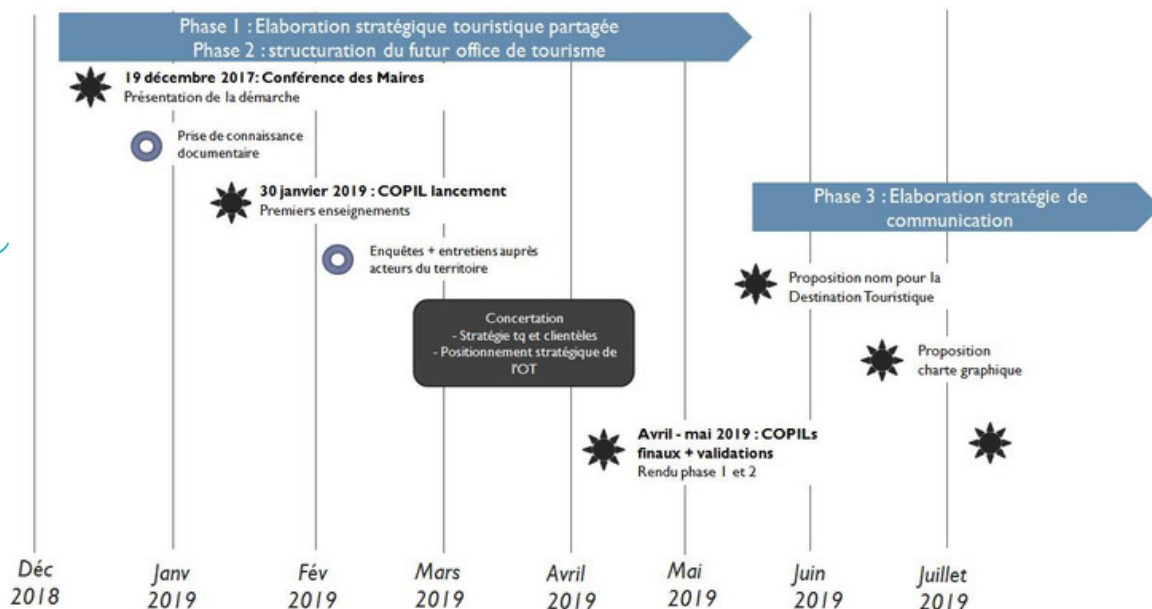 Phase 1 : Elaboration stratégique touristique partagée
Phase 2 : structuration du futur office de tourisme
19 décembre 2017: Conférence des Maires
Présentation de la démarche
Prise de connaissance
documentaire
30 janvier 2019 : COPIL lancement
Premiers enseignements
Phase 3 : Elaboration stratégie de
communication
Enquêtes + entretiens auprès
acteurs du territoire
Proposition nom pour la
Destination Touristique
Concertation
- Stratégie tq et clientèles
- Positionnement stratégique de
l'OT
Proposition
charte graphique
Avril - mai 2019 : COPILs
finaux + validations
Rendu phase 1 et 2
Déc
2018
Janv
2019
Fév
2019
Mars
2019
Avril
2019
Mai
2019
Juin
2019
Juillet
2019